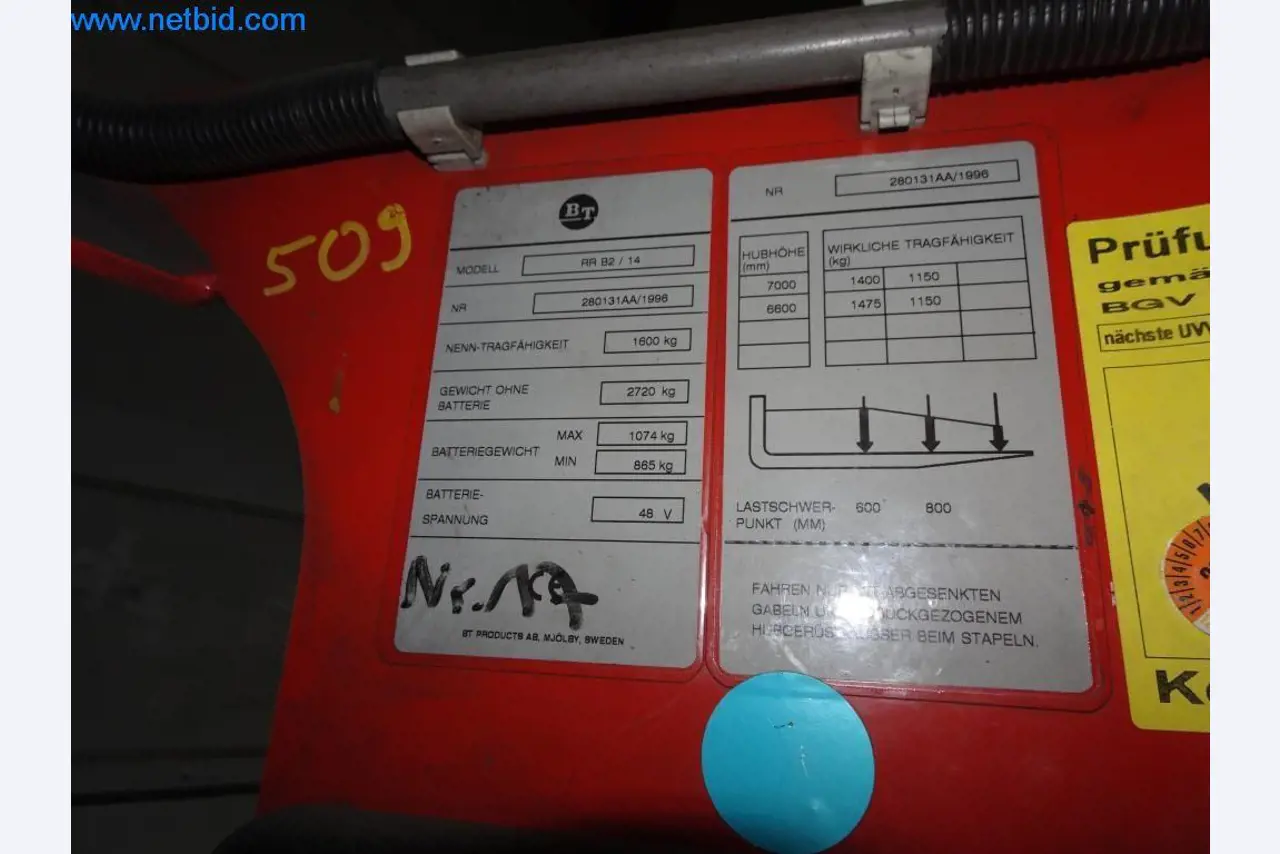 www.netbid.com
509
BT
MODELL RR B2 / 14
NR 280131AA/1996
NENN-TRAGFÄHIGKEIT 1600 kg
GEWICHT OHNE
BATTERIE 2720 kg
BATTERIEGEWICHT MAX 1074 kg
MIN 865 kg
BATTERIE-
SPANNUNG 48 V
Nr.
BT PRODUCTS AB, MJÖLBY, SWEDEN
NR 280131AA/1996
HUBHÖHE
(mm)
WIRKLICHE TRAGFÄHIGKEIT
(kg)
7000 1400 1150
6600 1475 1150
LASTSCHWER-
PUNKT (MM) 600 800
FAHREN NUR MIT ABGESENKTEN
GABELN UND
HUBGERÜST AUSSER BEIM STAPELN.
gemä
BGV
nächste UVV